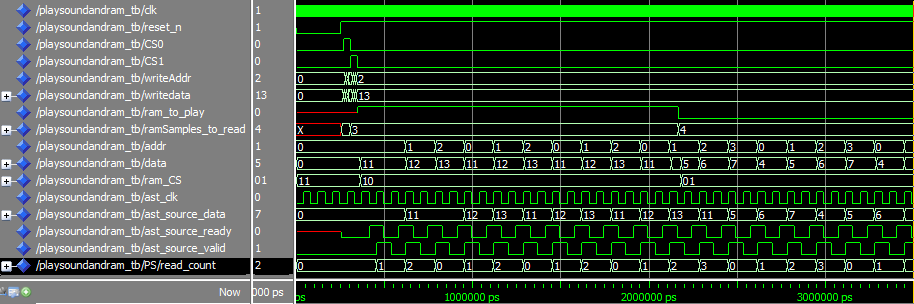 /playsoundandram_tb/clk 1
/playsoundandram_tb/reset_n 1
/playsoundandram_tb/CS0 0
/playsoundandram_tb/CS1 0
/playsoundandram_tb/writeAddr 2 0 2
/playsoundandram_tb/writedata 13 0 13
/playsoundandram_tb/ram_to_play 0
/playsoundandram_tb/ramSamples_to_read 4 X 3 4
/playsoundandram_tb/addr 1 0 1 2 0 1 2 0 1 2 0 1 2 3 0 1 2 3 0 1
/playsoundandram_tb/data 5 0 11 12 13 11 12 13 11 12 13 11 5 6 7 4 5 6 7 4
/playsoundandram_tb/ram_CS 01 11 10 01
/playsoundandram_tb/ast_clk 0
/playsoundandram_tb/ast_source_data 7 0 11 12 13 11 12 13 11 12 13 11 5 6 7 4 5 6
/playsoundandram_tb/ast_source_ready 0
/playsoundandram_tb/ast_source_valid 1
/playsoundandram_tb/PS/read_count 2 0 1 2 0 1 2 0 1 2 0 1 2 3 0 1 2 3 0 1
Now 000 ps ps 1000000 ps 2000000 ps 3000000 ps